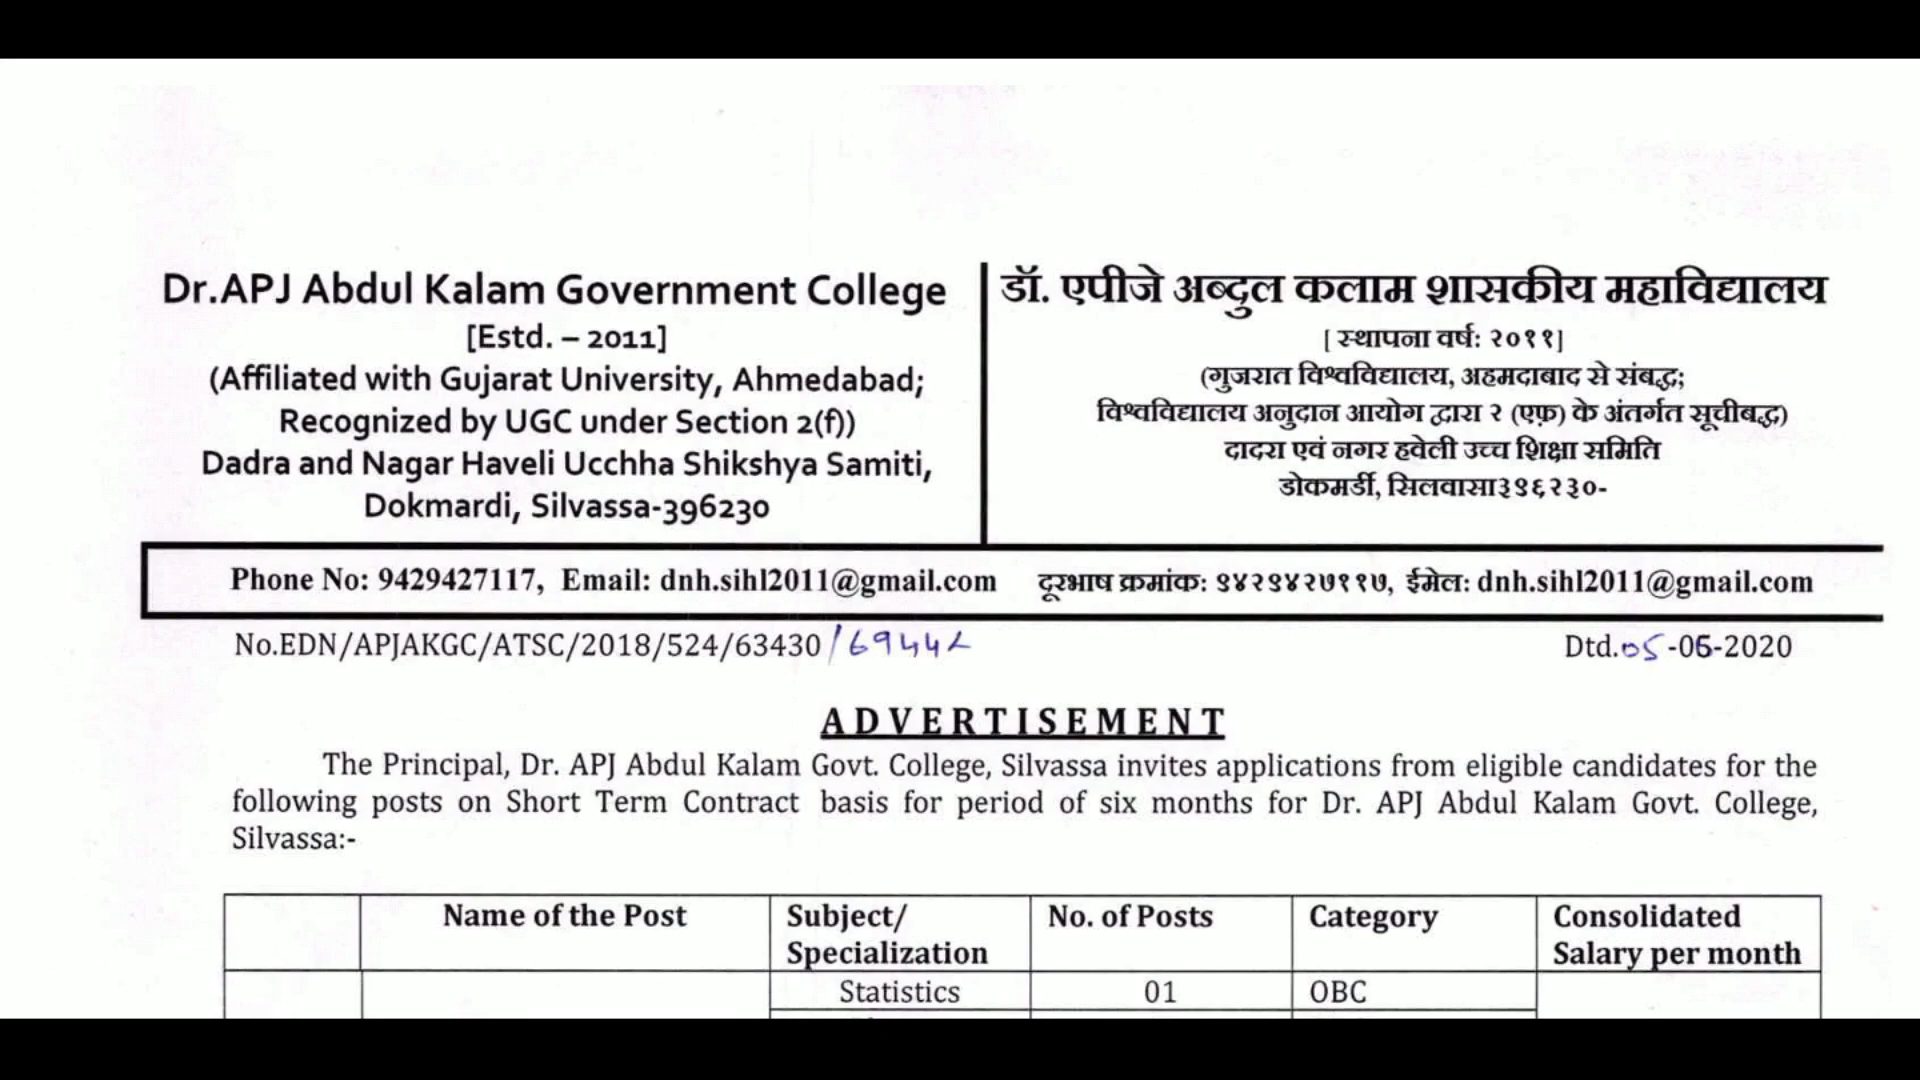 Dr.APJ Abdul Kalam Government College
[Estd. – 2011]
(Affiliated with Gujarat University, Ahmedabad;
Recognized by UGC under Section 2(f))
Dadra and Nagar Haveli Ucchha Shikshya Samiti,
Dokmardi, Silvassa-396230
डॉ. एपीजे अब्दुल कलाम शासकीय महाविद्यालय
[ स्थापना वर्ष: २०११]
(गुजरात विश्वविद्यालय, अहमदाबाद से संबद्ध;
विश्वविद्यालय अनुदान आयोग द्वारा २ (एफ़) के अंतर्गत सूचीबद्ध)
दादरा एवं नगर हवेली उच्च शिक्षा समिति
डोकमर्डी, सिलवासा३९६२३०-
Phone No: 9429427117, Email: dnh.sihl2011@gmail.com दूरभाष क्रमांक: ९४२९४२७११७, ईमेल: dnh.sihl2011@gmail.com
No.EDN/APJAKGC/ATSC/2018/524/63430 Dtd.05-06-2020
ADVERTISEMENT
The Principal, Dr. APJ Abdul Kalam Govt. College, Silvassa invites applications from eligible candidates for the
following posts on Short Term Contract basis for period of six months for Dr. APJ Abdul Kalam Govt. College,
Silvassa:-
Name of the Post Subject/ No. of Posts Category Consolidated
Specialization Salary per month
Statistics 01 OBC